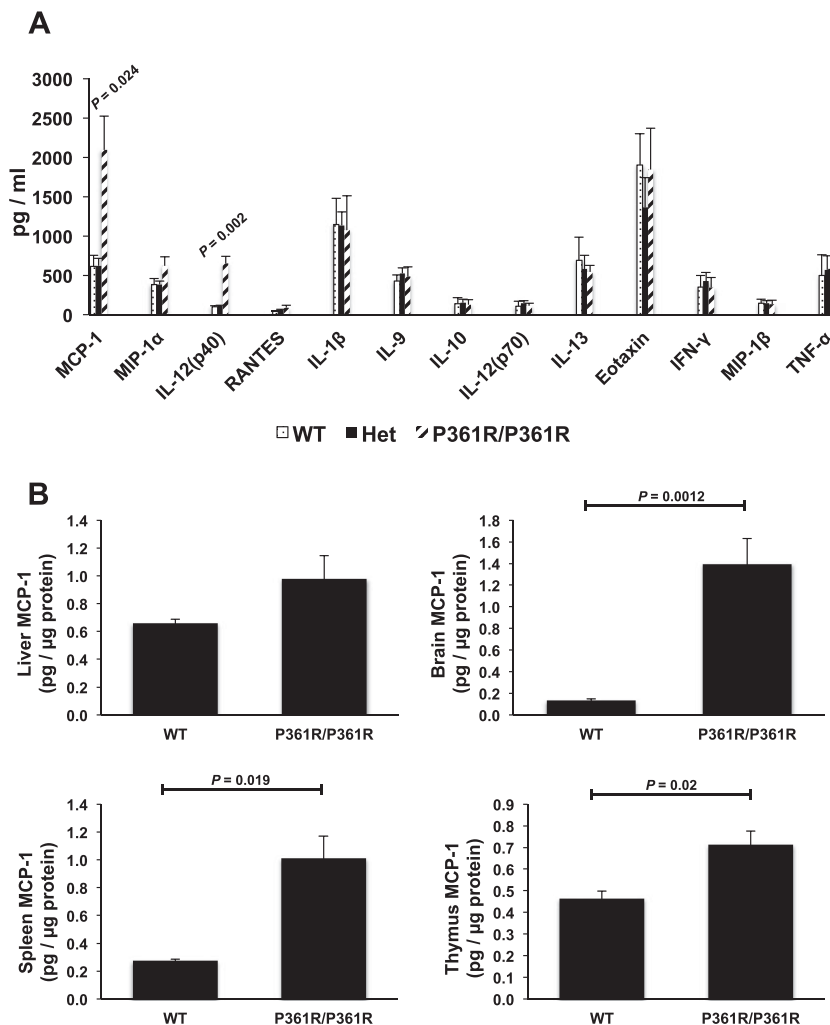 A
P = 0.024
P = 0.002
3000
2500
2000
1500
1000
500
0
pg / ml
MCP-1
MIP-1α
IL-12(p40)
RANTES
IL-1β
IL-9
IL-10
IL-12(p70)
IL-13
Eotaxin
IFN-γ
MIP-1β
TNF-α
WT Het P361R/P361R
B
Liver MCP-1
(pg / µg protein)
1.4
1.2
1.0
0.8
0.6
0.4
0.2
0.0
WT P361R/P361R
P = 0.0012
Brain MCP-1
(pg / µg protein)
1.8
1.6
1.4
1.2
1.0
0.8
0.6
0.4
0.2
0.0
WT P361R/P361R
P = 0.019
Spleen MCP-1
(pg / µg protein)
1.4
1.2
1.0
0.8
0.6
0.4
0.2
0.0
WT P361R/P361R
P = 0.02
Thymus MCP-1
(pg / µg protein)
0.9
0.8
0.7
0.6
0.5
0.4
0.3
0.2
0.1
0.0
WT P361R/P361R